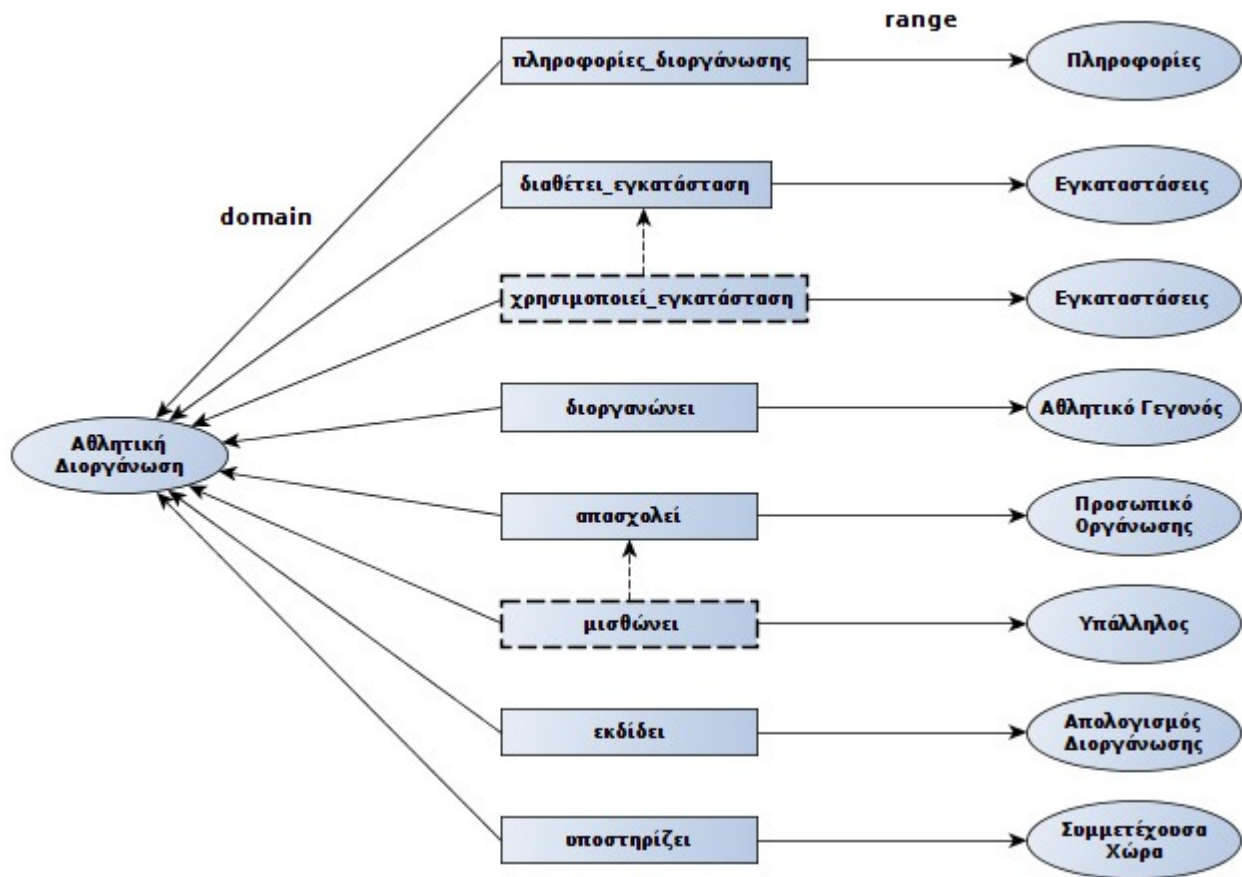 range
πληροφορίες_διοργάνωσης
Πληροφορίες
διαθέτει_εγκατάσταση
Εγκαταστάσεις
domain
χρησιμοποιεί_εγκατάσταση
Εγκαταστάσεις
διοργανώνει
Αθλητικό Γεγονός
Αθλητική
Διοργάνωση
απασχολεί
Προσωπικό
Οργάνωσης
μισθώνει
Υπάλληλος
εκδίδει
Απολογισμός
Διοργάνωσης
υποστηρίζει
Συμμετέχουσα
Χώρα